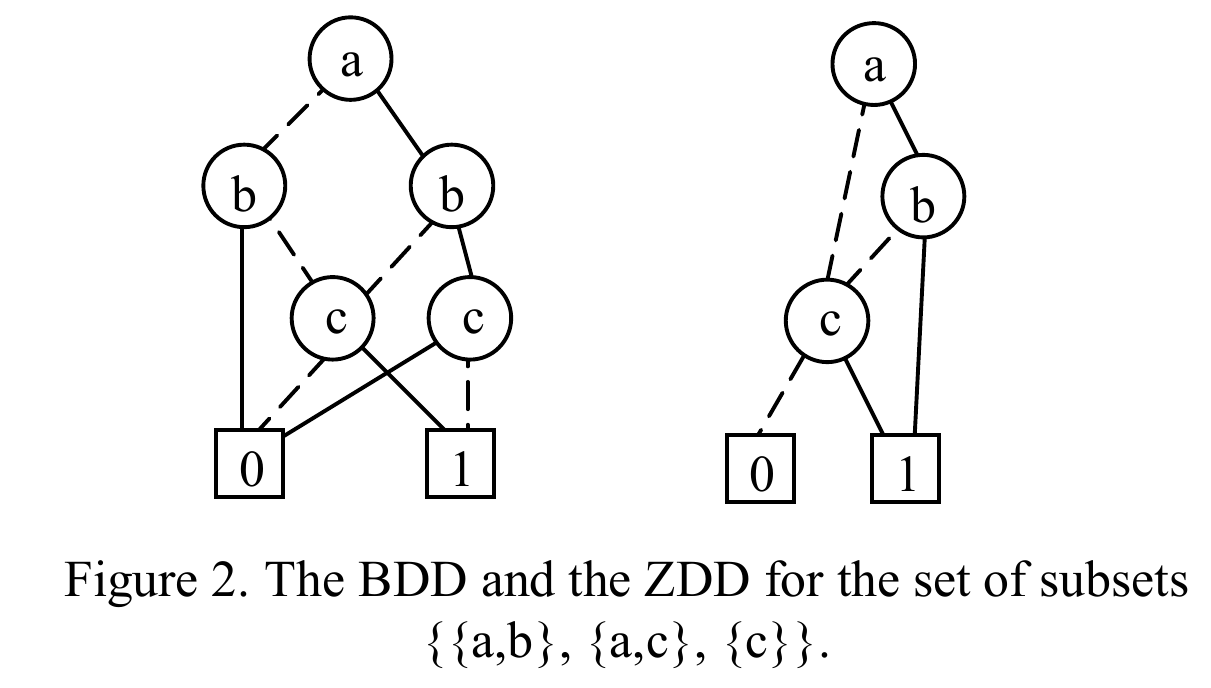 a
a
b
b
b
c
c
c
0
1
0
1
Figure 2. The BDD and the ZDD for the set of subsets
{{a,b}, {a,c}, {c}}.